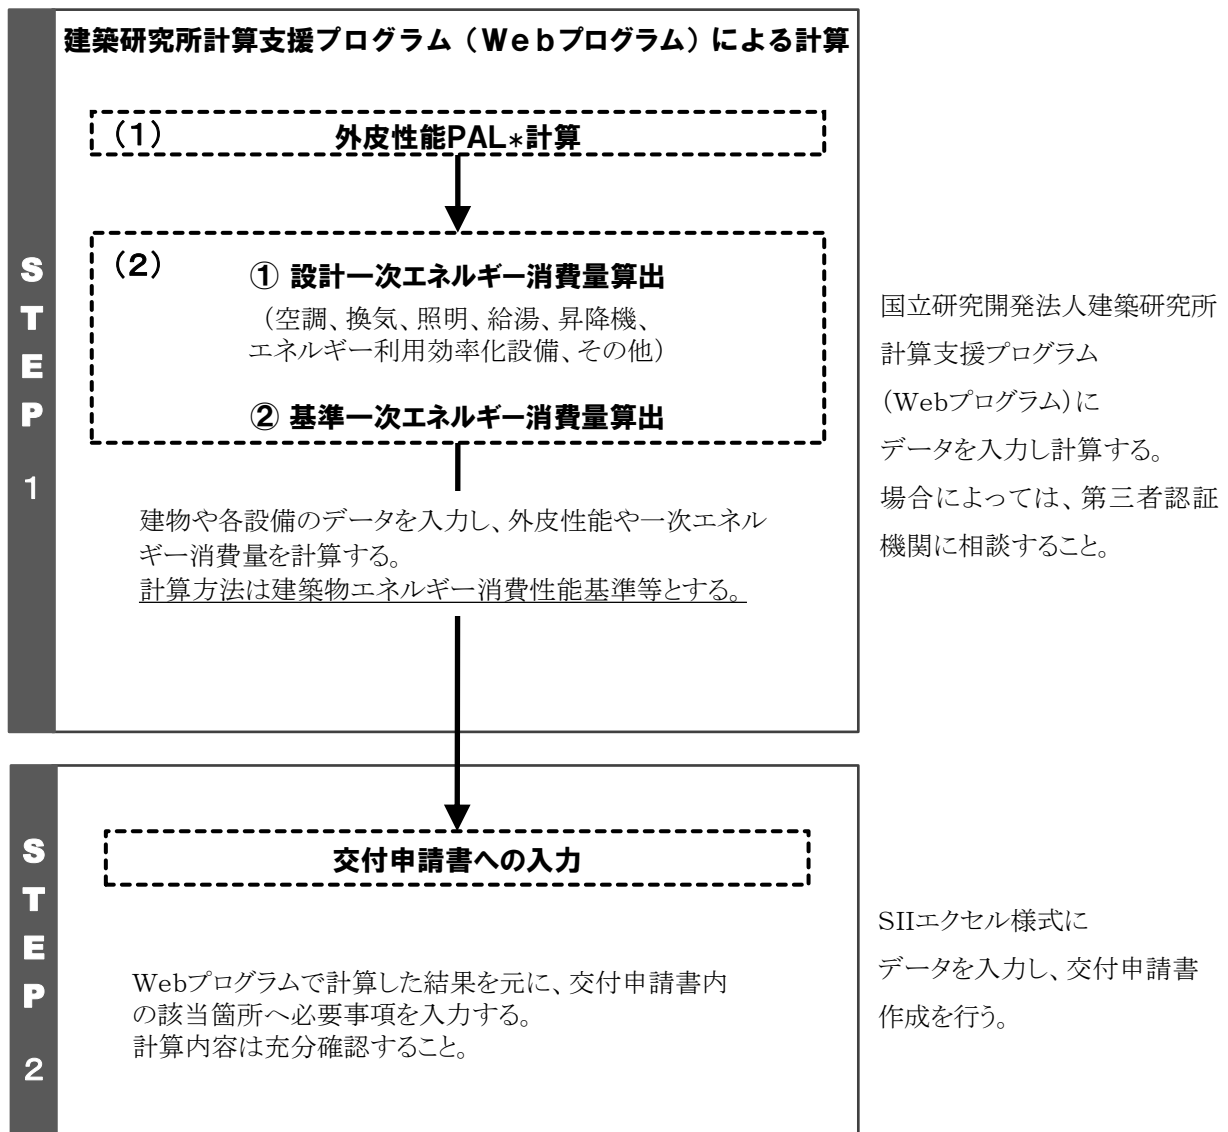 建築研究所計算支援プログラム（Ｗｅｂプログラム）による計算
（１） 外皮性能PAL*計算
（２） ① 設計一次エネルギー消費量算出
（空調、換気、照明、給湯、昇降機、
エネルギー利用効率化設備、その他）
② 基準一次エネルギー消費量算出
建物や各設備のデータを入力し、外皮性能や一次エネル
ギー消費量を計算する。
計算方法は建築物エネルギー消費性能基準等とする。
S
T
E
P
1
国立研究開発法人建築研究所
計算支援プログラム
（Webプログラム）に
データを入力し計算する。
場合によっては、第三者認証
機関に相談すること。
交付申請書への入力
Webプログラムで計算した結果を元に、交付申請書内
の該当箇所へ必要事項を入力する。
計算内容は充分確認すること。
S
T
E
P
2
SIIエクセル様式に
データを入力し、交付申請書
作成を行う。